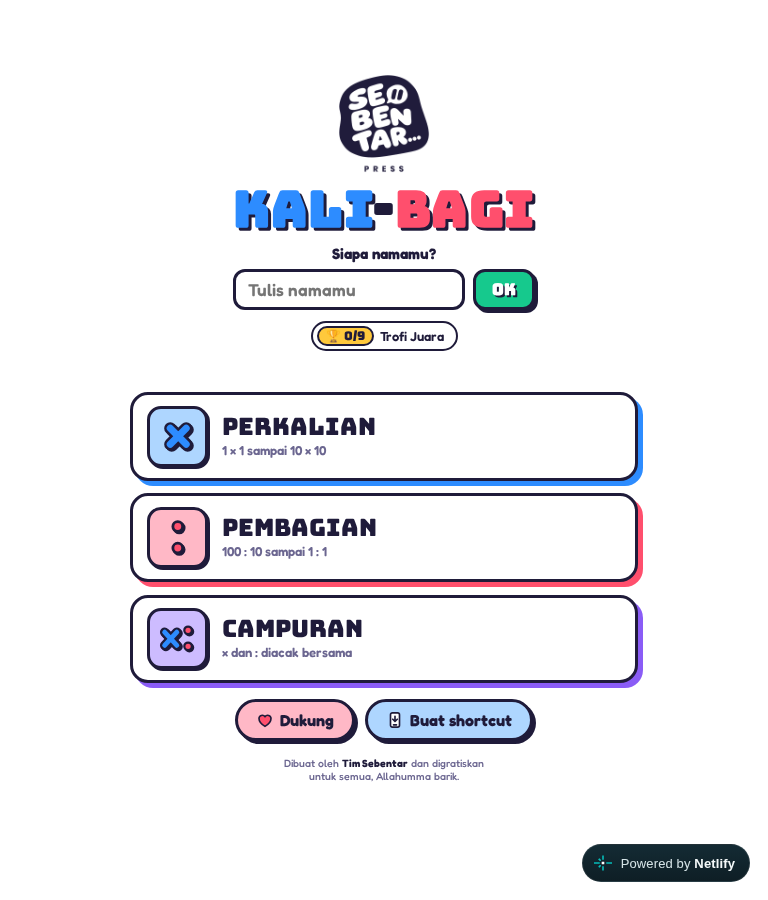 SE
BEN
TAR...
PRESS
KALI-BAGI
Siapa namamu?
Tulis namamu
OK
0/9 Trofi Juara
PERKALIAN
1 × 1 sampai 10 × 10
PEMBAGIAN
100 : 10 sampai 1 : 1
CAMPURAN
× dan : diacak bersama
Dukung
Buat shortcut
Dibuat oleh Tim Sebentar dan digratiskan
untuk semua, Allahumma barik.
Powered by Netlify